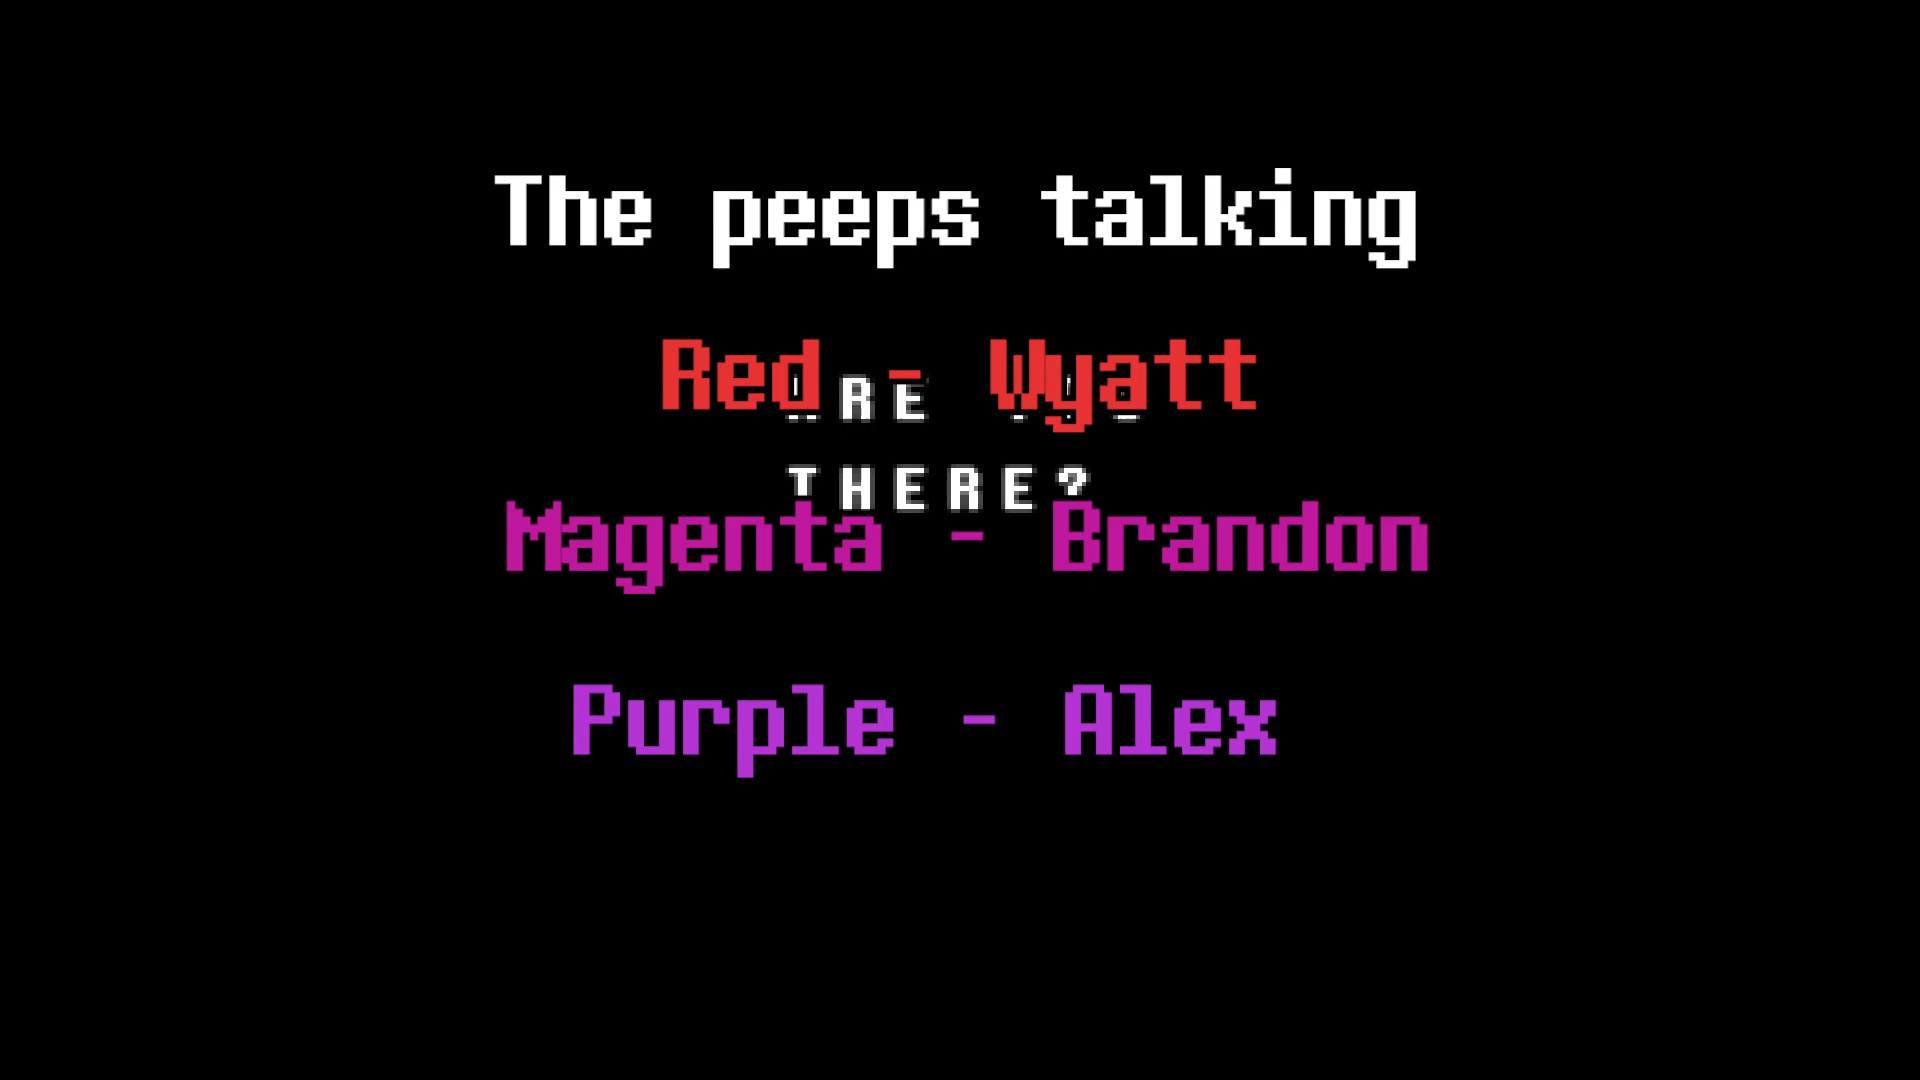 The peeps talking
Red - Wyatt
THERE?
Magenta - Brandon
Purple - Alex